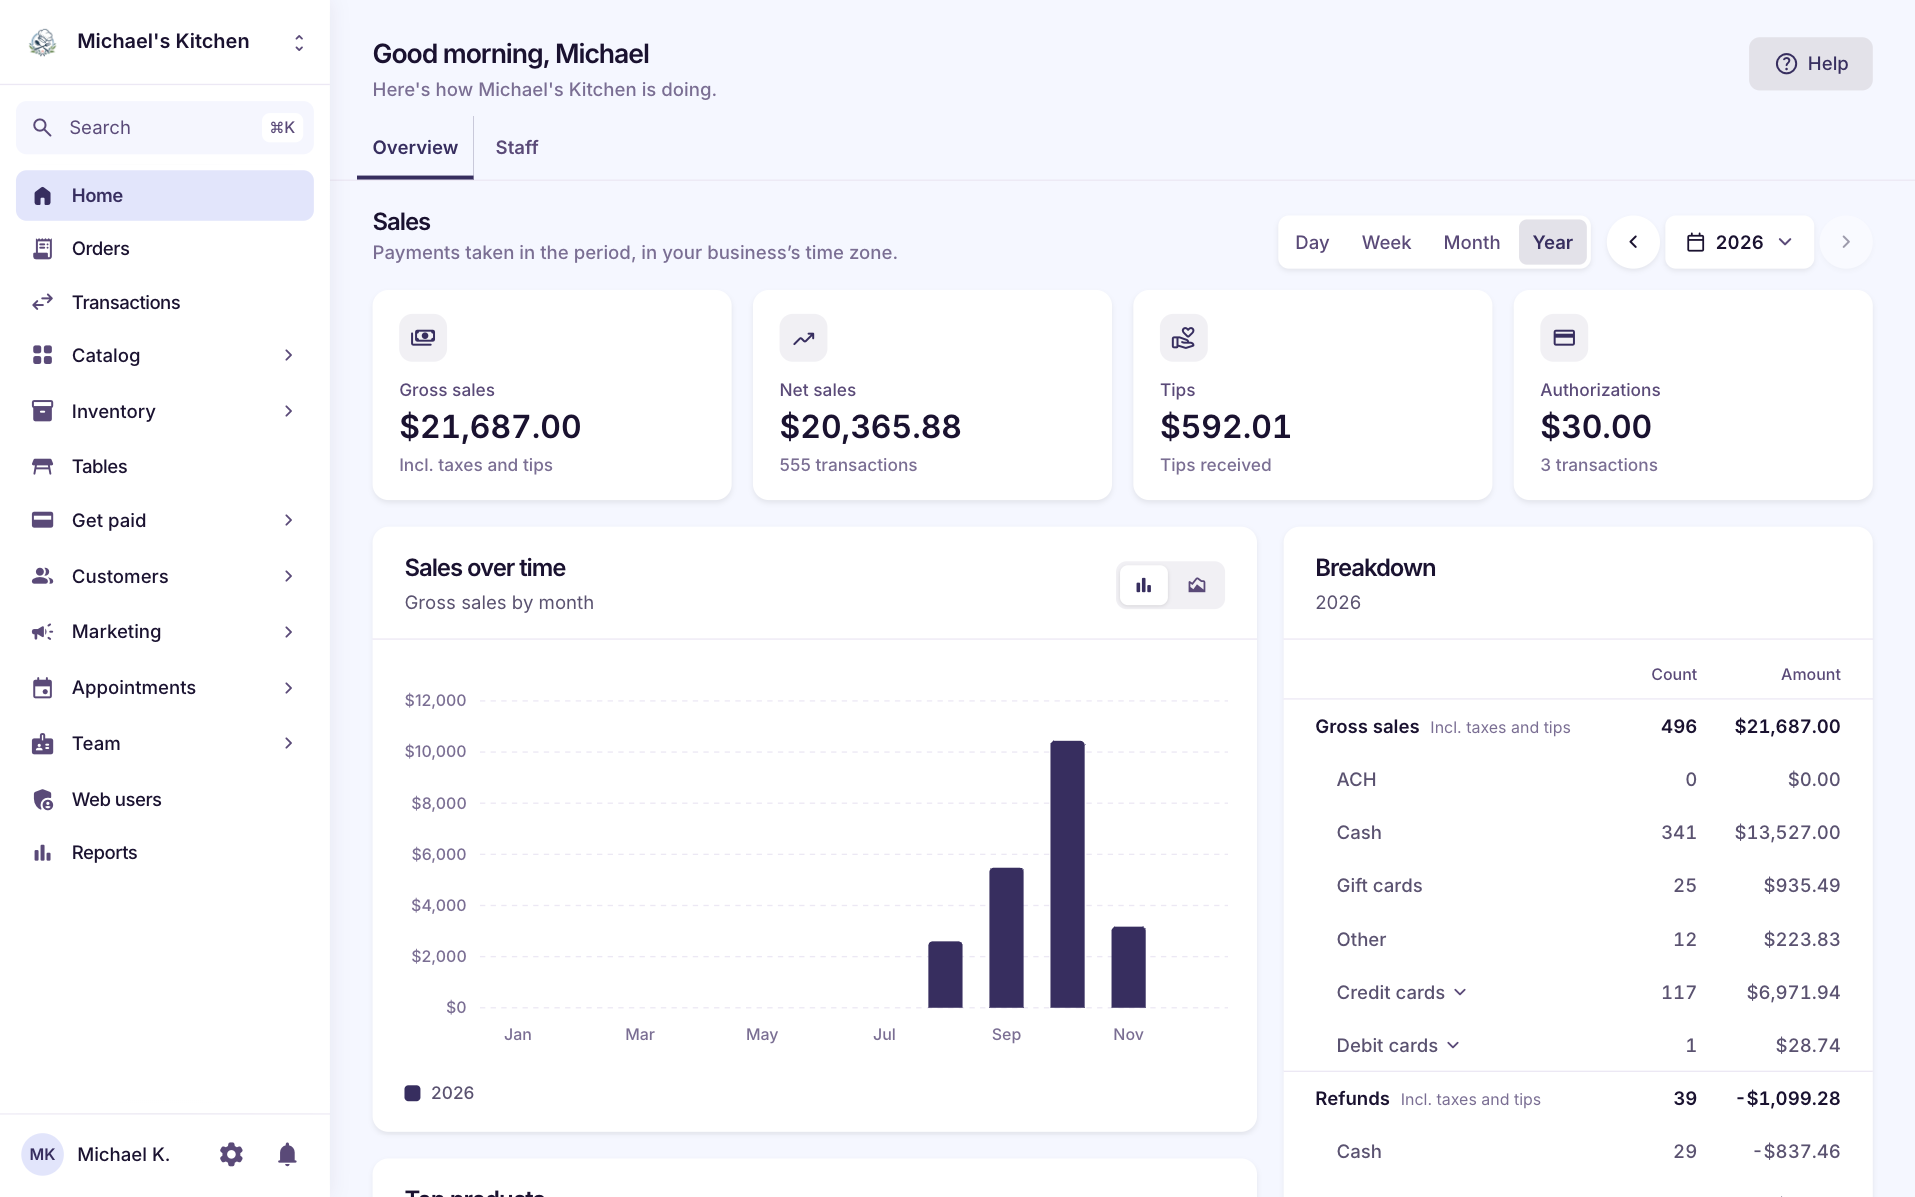 Michael's Kitchen
Search ⌘K
Home
Orders
Transactions
Catalog
Inventory
Tables
Get paid
Customers
Marketing
Appointments
Team
Web users
Reports
MK Michael K.
Good morning, Michael
Here's how Michael's Kitchen is doing.
Help
Overview Staff
Sales
Payments taken in the period, in your business’s time zone.
Day Week Month Year 2026
Gross sales
$21,687.00
Incl. taxes and tips
Net sales
$20,365.88
555 transactions
Tips
$592.01
Tips received
Authorizations
$30.00
3 transactions
Sales over time
Gross sales by month
$12,000
$10,000
$8,000
$6,000
$4,000
$2,000
$0
Jan Mar May Jul Sep Nov
2026
Top products
Breakdown
2026
Count Amount
Gross sales Incl. taxes and tips 496 $21,687.00
ACH 0 $0.00
Cash 341 $13,527.00
Gift cards 25 $935.49
Other 12 $223.83
Credit cards 117 $6,971.94
Debit cards 1 $28.74
Refunds Incl. taxes and tips 39 -$1,099.28
Cash 29 -$837.46